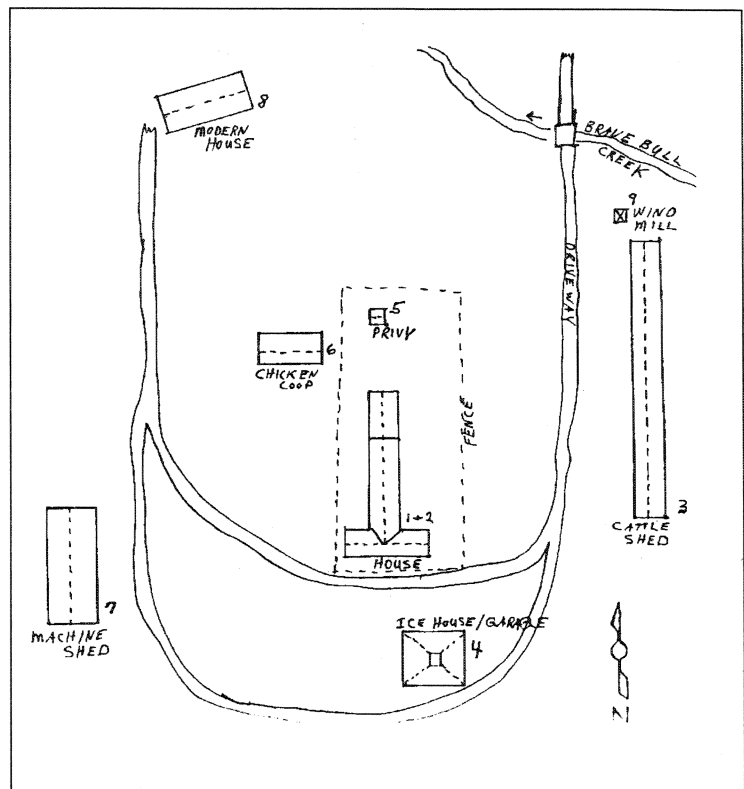 8
MODERN
HOUSE
BRAVE BULL
CREEK
9
WIND
MILL
DRIVEWAY
5
PRIVY
6
CHICKEN
COOP
FENCE
1+2
HOUSE
3
CATTLE
SHED
7
MACHINE
SHED
ICE HOUSE/GARAGE
4
N